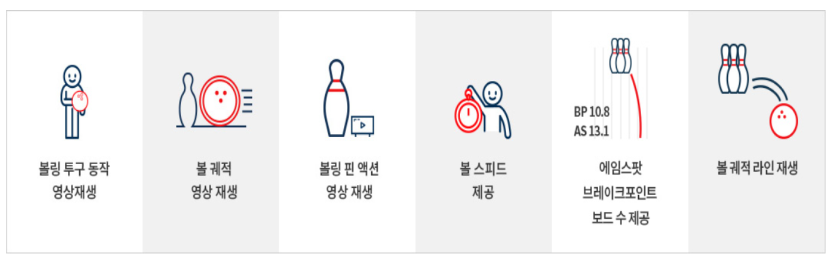 볼링 투구 동작
영상재생
볼 궤적
영상 재생
볼링 핀 액션
영상 재생
볼 스피드
제공
BP 10.8
AS 13.1
에임스팟
브레이크포인트
보드 수 제공
볼 궤적 라인 재생